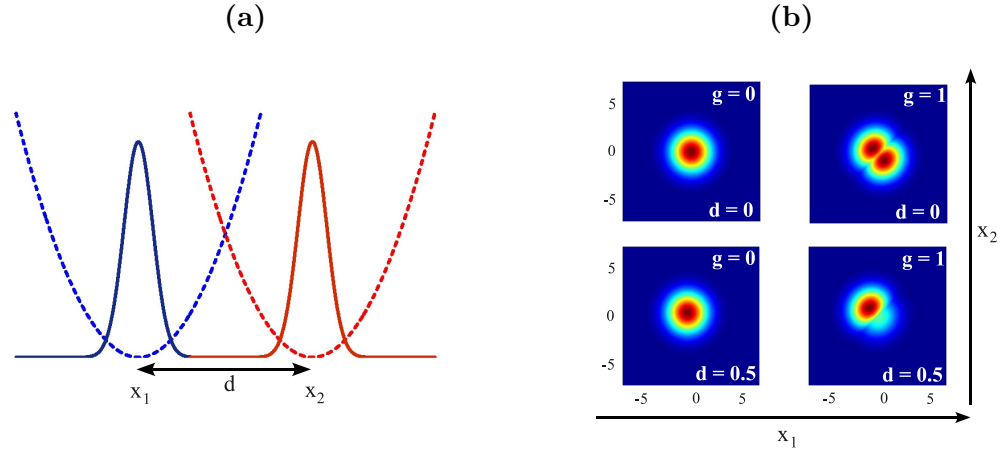 (a)
x1
d
x2
(b)
g = 0
5
0
-5
d = 0
g = 1
d = 0
g = 0
5
0
-5
d = 0.5
-5
0
5
g = 1
d = 0.5
-5
0
5
x1
x2